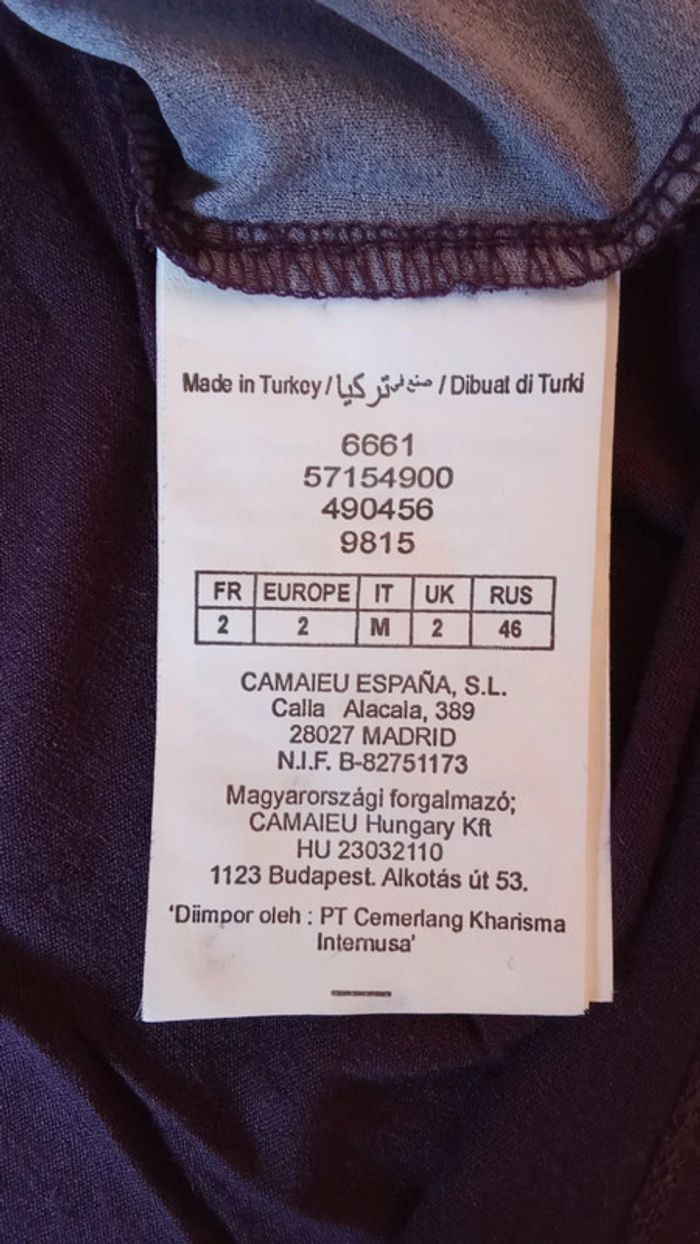 Made in Turkey / صنع في تركيا / Dibuat di Turki
6661
57154900
490456
9815
FR EUROPE IT UK RUS
2 2 M 2 46
CAMAIEU ESPAÑA, S.L.
Calla Alacala, 389
28027 MADRID
N.I.F. B-82751173
Magyarországi forgalmazó;
CAMAIEU Hungary Kft
HU 23032110
1123 Budapest. Alkotás út 53.
'Diimpor oleh : PT Cemerlang Kharisma
Internusa'